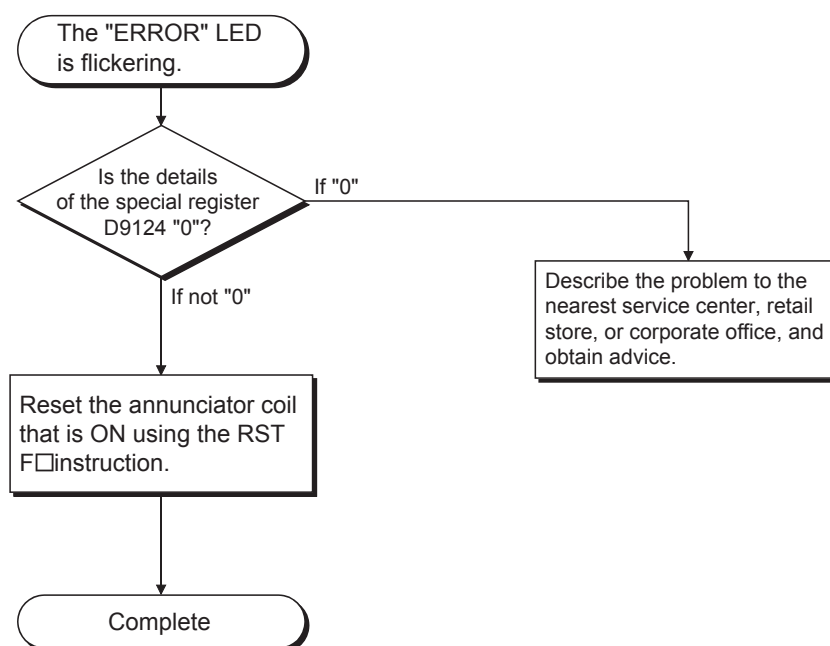 The "ERROR" LED
is flickering.
Is the details
of the special register
D9124 "0"?
If "0"
If not "0"
Describe the problem to the
nearest service center, retail
store, or corporate office, and
obtain advice.
Reset the annunciator coil
that is ON using the RST
F□instruction.
Complete